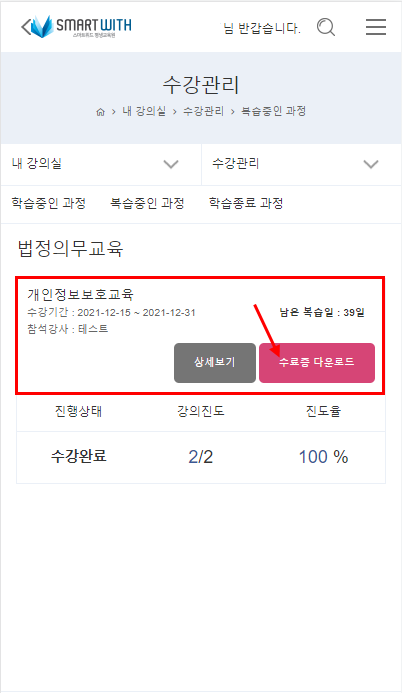 SMART WITH
스마트위드 평생교육원
님 반갑습니다.
수강관리
> 내 강의실 > 수강관리 > 복습중인 과정
내 강의실
수강관리
학습중인 과정 복습중인 과정 학습종료 과정
법정의무교육
개인정보보호교육
수강기간 : 2021-12-15 ~ 2021-12-31
남은 복습일 : 39일
참석강사 : 테스트
상세보기
수료증 다운로드
진행상태 강의진도 진도율
수강완료 2/2 100 %